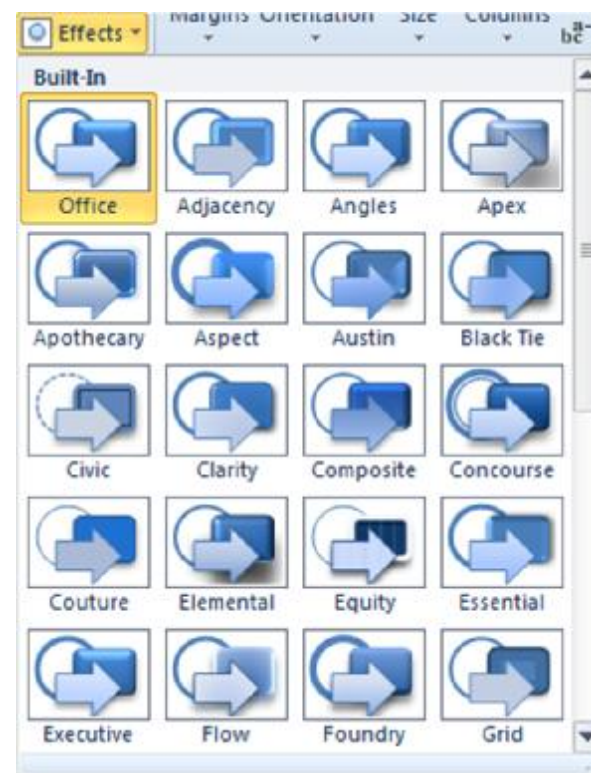 Effects Margins Orientation Size Columns
a-
bc
Built-In
Office Adjacency Angles Apex
Apothecary Aspect Austin Black Tie
Civic Clarity Composite Concourse
Couture Elemental Equity Essential
Executive Flow Foundry Grid